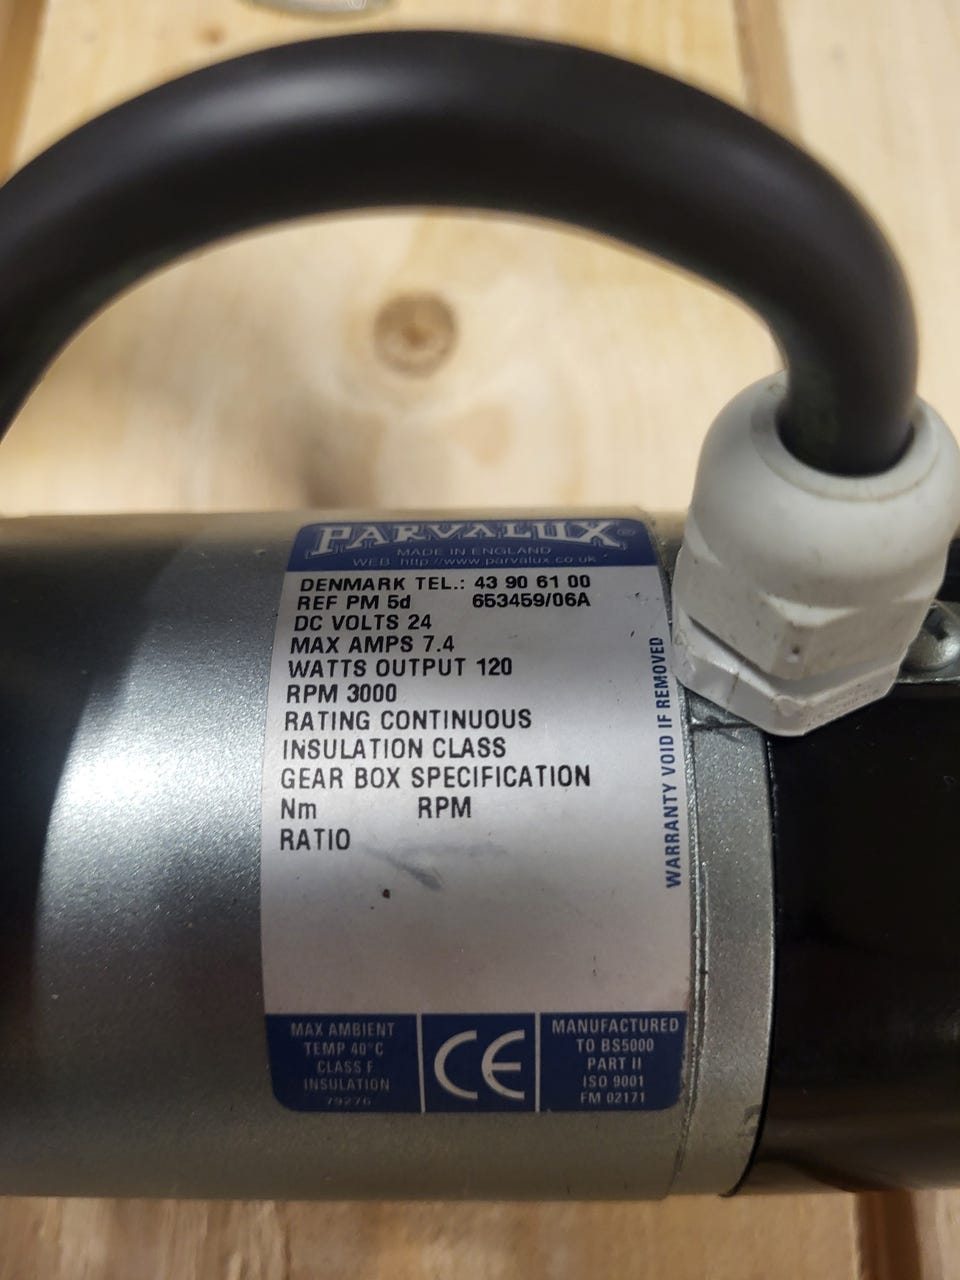 PARVALUX®
MADE IN ENGLAND
WEB: http://www.parvalux.co.uk
DENMARK TEL.: 43 90 61 00
REF PM 5d 653459/06A
DC VOLTS 24
MAX AMPS 7.4
WATTS OUTPUT 120
RPM 3000
RATING CONTINUOUS
INSULATION CLASS
GEAR BOX SPECIFICATION
Nm RPM
RATIO
WARRANTY VOID IF REMOVED
MAX AMBIENT
TEMP 40°C
CLASS F
INSULATION
79276
CE
MANUFACTURED
TO BS5000
PART II
ISO 9001
FM 02171